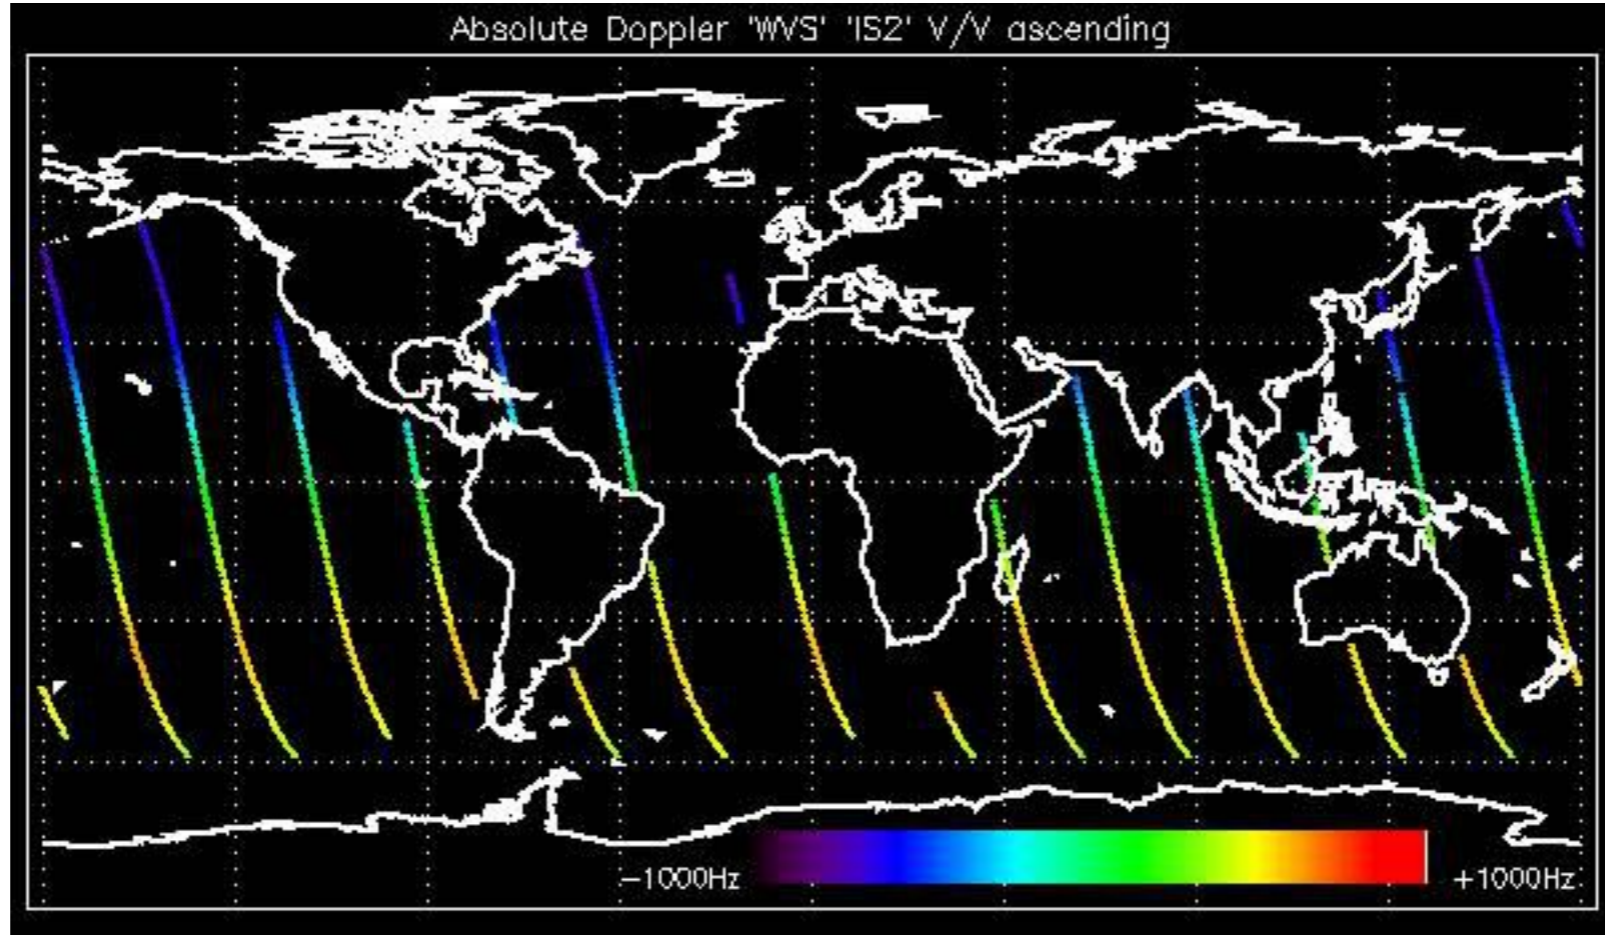 Absolute Doppler 'WVS' 'IS2' V/V ascending
-1000Hz +1000Hz